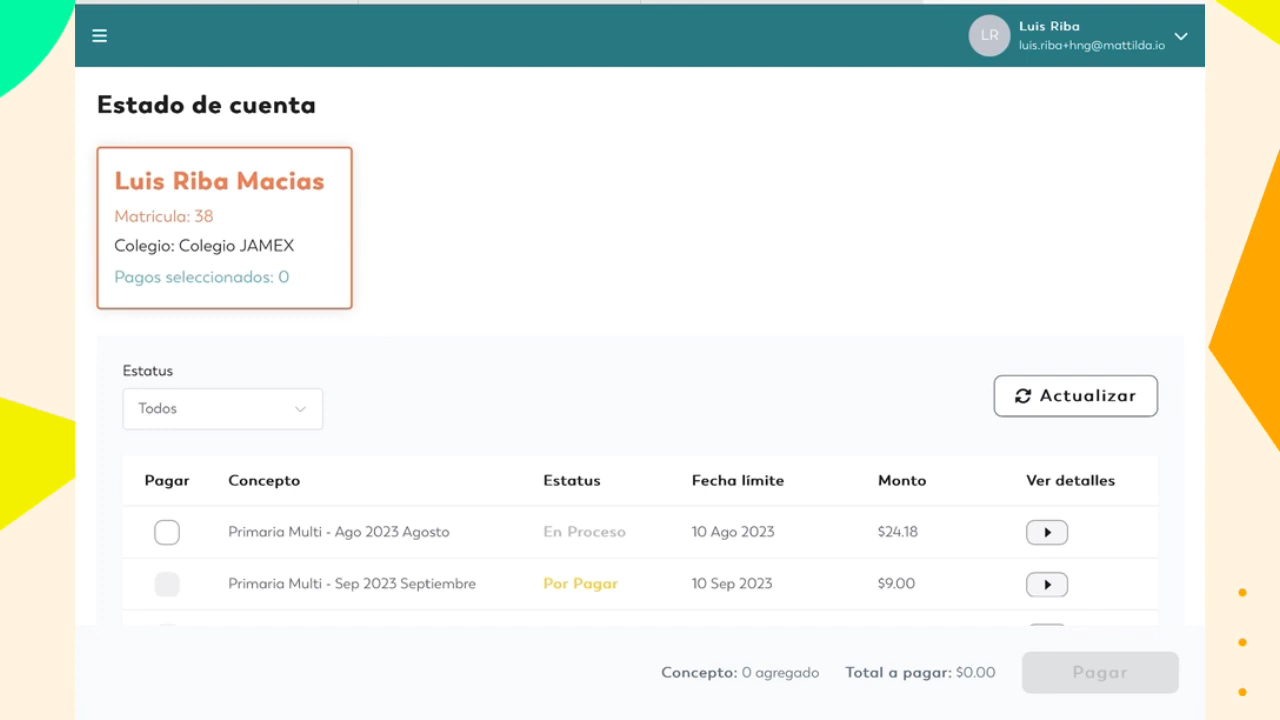 LR
Luis Riba
luis.riba+hng@mattilda.io
Estado de cuenta
Luis Riba Macias
Matricula: 38
Colegio: Colegio JAMEX
Pagos seleccionados: 0
Estatus
Todos
Actualizar
Pagar Concepto Estatus Fecha límite Monto Ver detalles
Primaria Multi - Ago 2023 Agosto En Proceso 10 Ago 2023 $24.18
Primaria Multi - Sep 2023 Septiembre Por Pagar 10 Sep 2023 $9.00
Concepto: 0 agregado Total a pagar: $0.00 Pagar